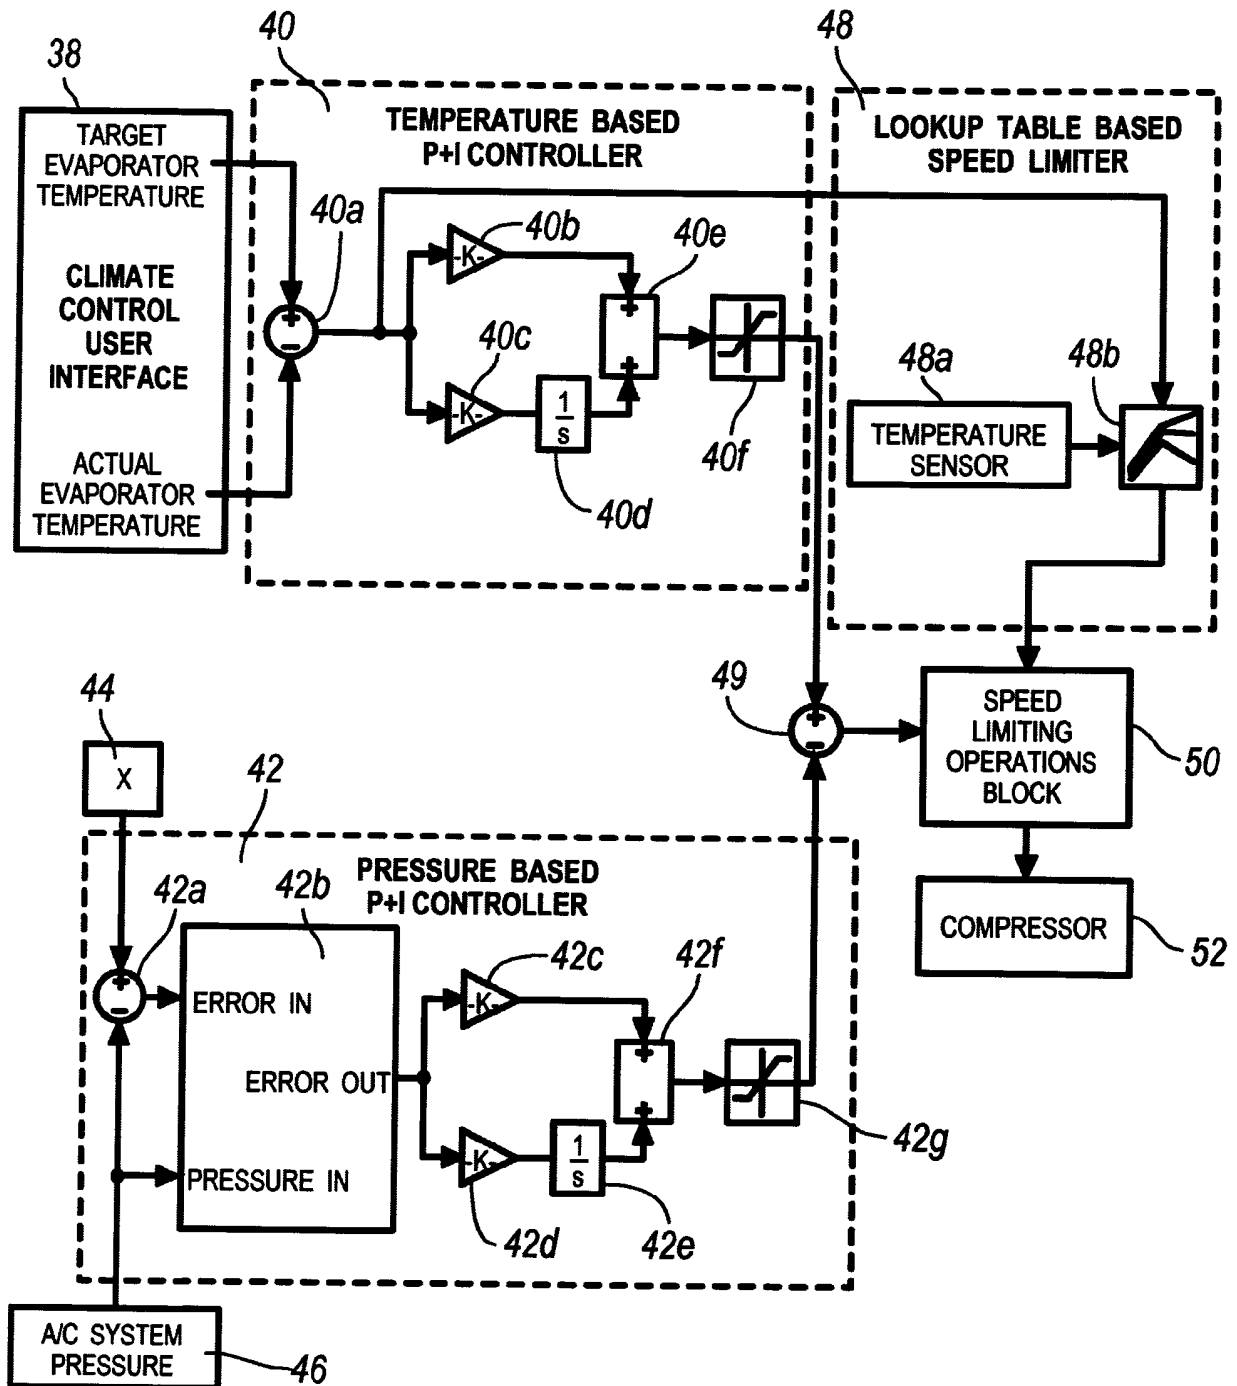 40
48
38
TARGET
EVAPORATOR
TEMPERATURE
CLIMATE
CONTROL
USER
INTERFACE
ACTUAL
EVAPORATOR
TEMPERATURE
TEMPERATURE BASED
P+I CONTROLLER
40a
+
-
40b
-K-
40c
-K-
1
s
40d
40e
+
+
40f
LOOKUP TABLE BASED
SPEED LIMITER
48a
48b
TEMPERATURE
SENSOR
49
+
-
SPEED
LIMITING
OPERATIONS
BLOCK
50
COMPRESSOR
52
44
X
42
PRESSURE BASED
P+I CONTROLLER
42a
+
-
42b
ERROR IN
ERROR OUT
PRESSURE IN
42c
-K-
-K-
42d
1
s
42e
42f
+
+
42g
A/C SYSTEM
PRESSURE
46